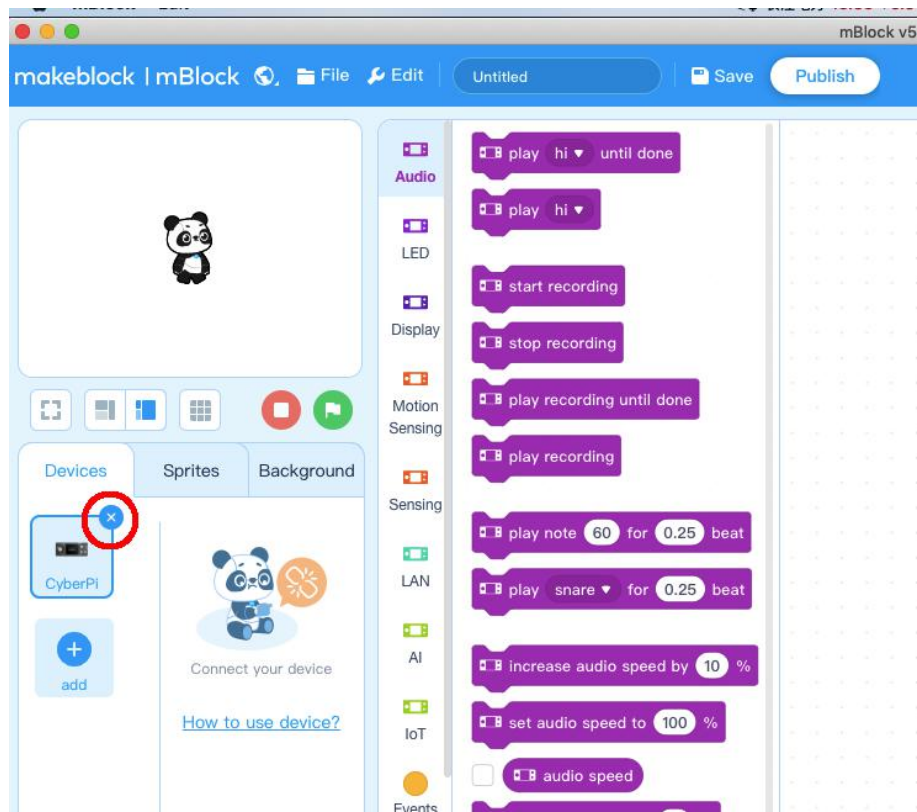 mBlock v5
makeblock | mBlock File Edit Untitled Save Publish
Audio
LED
Display
Motion
Sensing
Sensing
LAN
AI
IoT
Events
play hi until done
play hi
start recording
stop recording
play recording until done
play recording
play note 60 for 0.25 beat
play snare for 0.25 beat
increase audio speed by 10 %
set audio speed to 100 %
audio speed
Devices Sprites Background
CyberPi
add
Connect your device
How to use device?